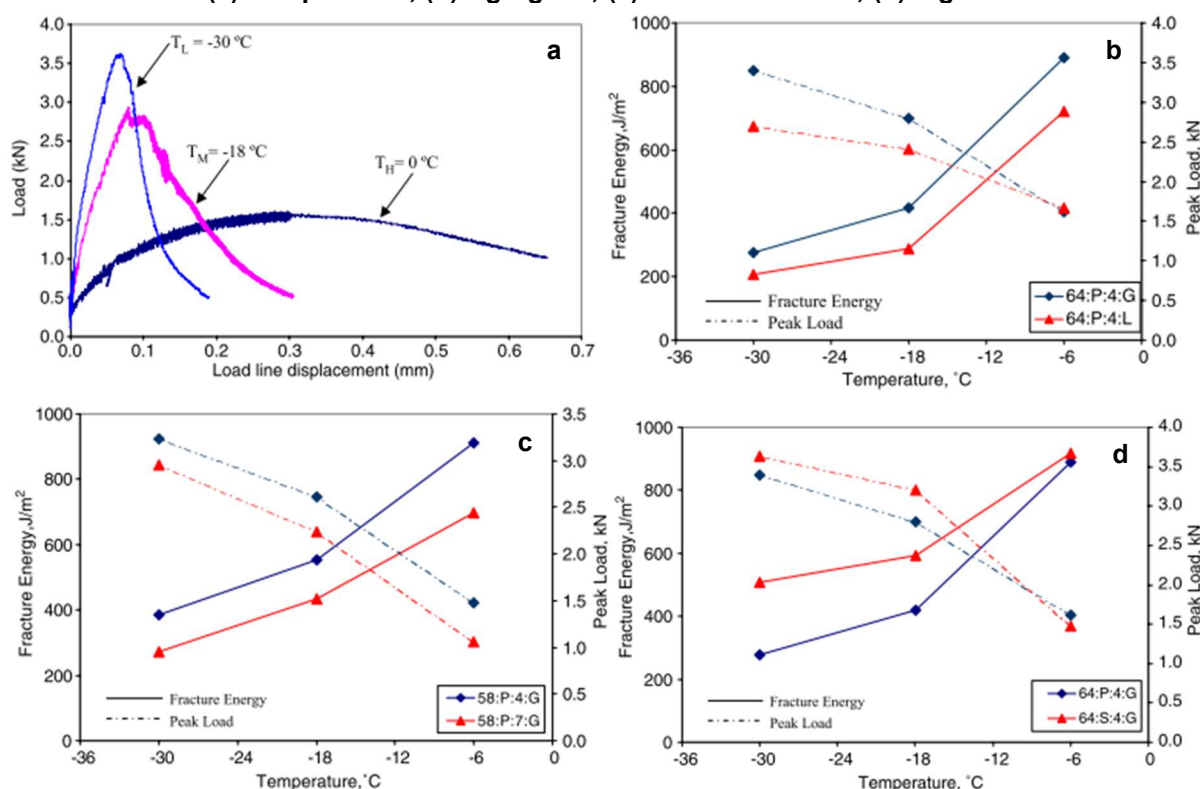 4.0
3.5
3.0
2.5
2.0
1.5
1.0
0.5
0.0
Load (kN)
T_L = -30 ºC
T_M= -18 ºC
T_H= 0 ºC
a
0.0 0.1 0.2 0.3 0.4 0.5 0.6 0.7
Load line displacement (mm)
1000
800
600
400
200
0
Fracture Energy,J/m²
b
4.0
3.5
3.0
2.5
2.0
1.5
1.0
0.5
0.0
Peak Load, kN
Fracture Energy
Peak Load
64:P:4:G
64:P:4:L
-36 -30 -24 -18 -12 -6 0
Temperature, ˚C
1000
800
600
400
200
0
Fracture Energy,J/m²
c
3.5
3.0
2.5
2.0
1.5
1.0
0.5
0.0
Peak Load, kN
Fracture Energy
Peak Load
58:P:4:G
58:P:7:G
-36 -30 -24 -18 -12 -6 0
Temperature,˚C
1000
800
600
400
200
0
Fracture Energy,J/m²
d
4.0
3.5
3.0
2.5
2.0
1.5
1.0
0.5
0.0
Peak Load, kN
Fracture Energy
Peak Load
64:P:4:G
64:S:4:G
-36 -30 -24 -18 -12 -6 0
Temperature, ˚C